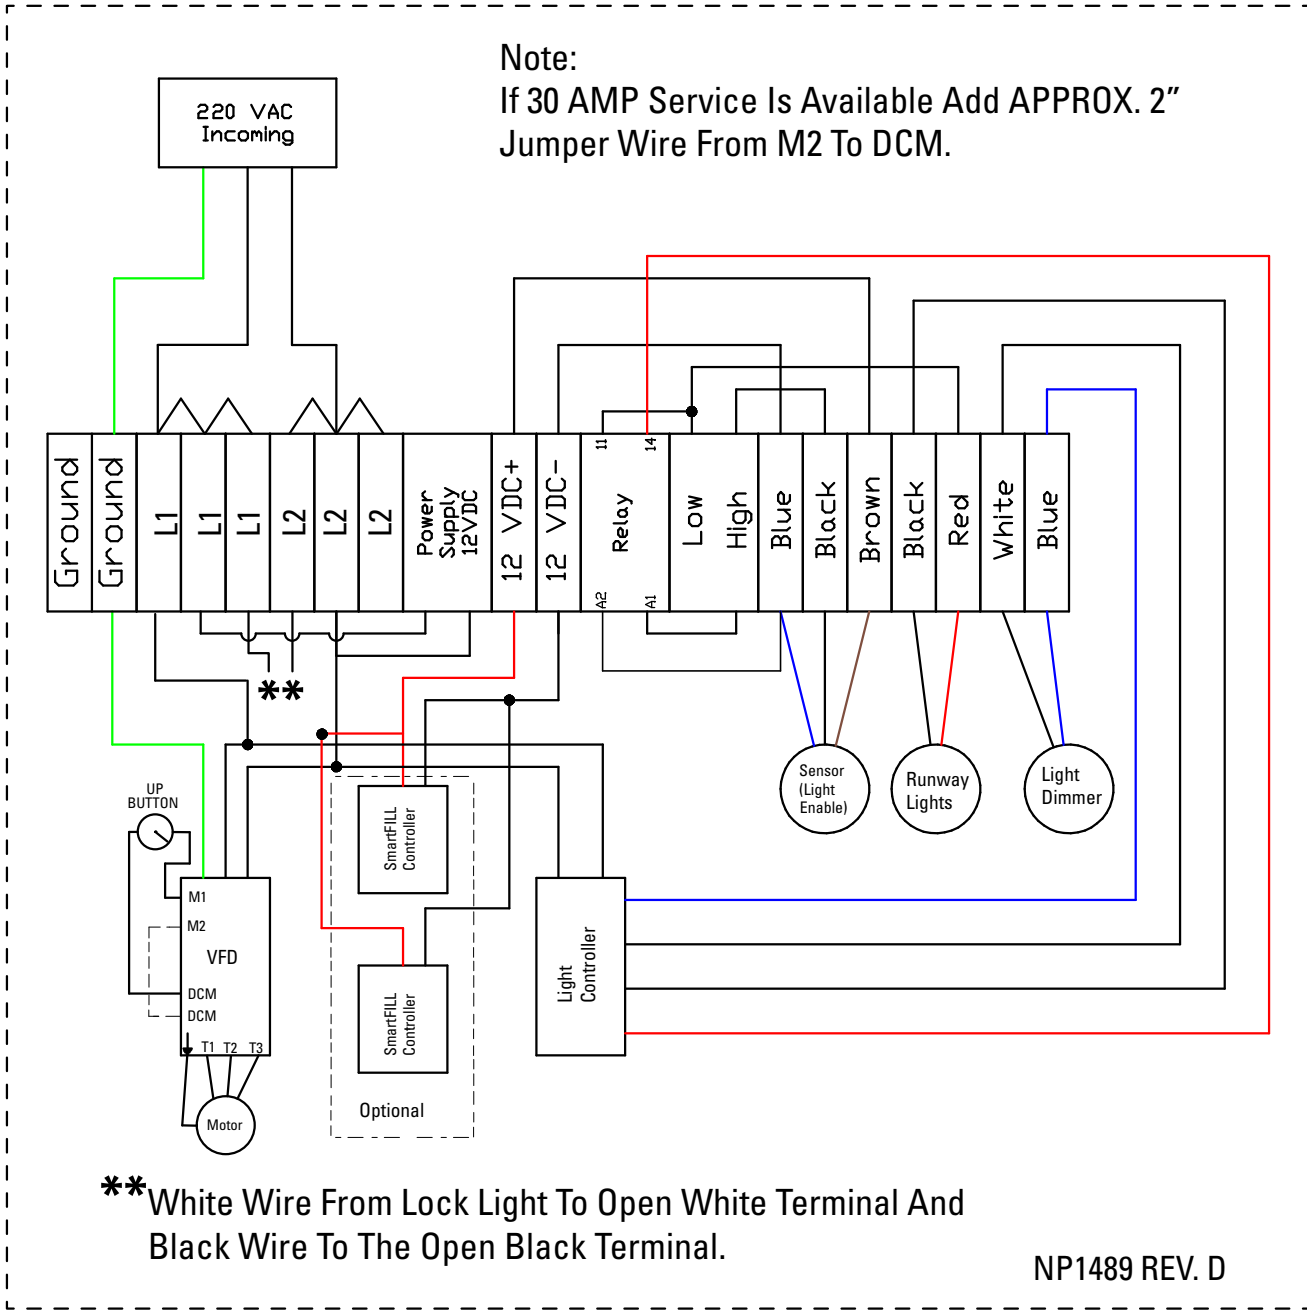 Note:
If 30 AMP Service Is Available Add APPROX. 2”
Jumper Wire From M2 To DCM.
220 VAC
Incoming
Ground
Ground
L1
L1
L1
L2
L2
L2
Power
Supply
12VDC
12 VDC+
12 VDC-
11
14
Relay
A2
A1
Low
High
Blue
Black
Brown
Black
Red
White
Blue
**
Sensor
(Light
Enable)
Runway
Lights
Light
Dimmer
UP
BUTTON
M1
M2
VFD
DCM
DCM
T1 T2 T3
Motor
SmartFILL
Controller
SmartFILL
Controller
Optional
Light
Controller
**White Wire From Lock Light To Open White Terminal And
Black Wire To The Open Black Terminal.
NP1489 REV. D